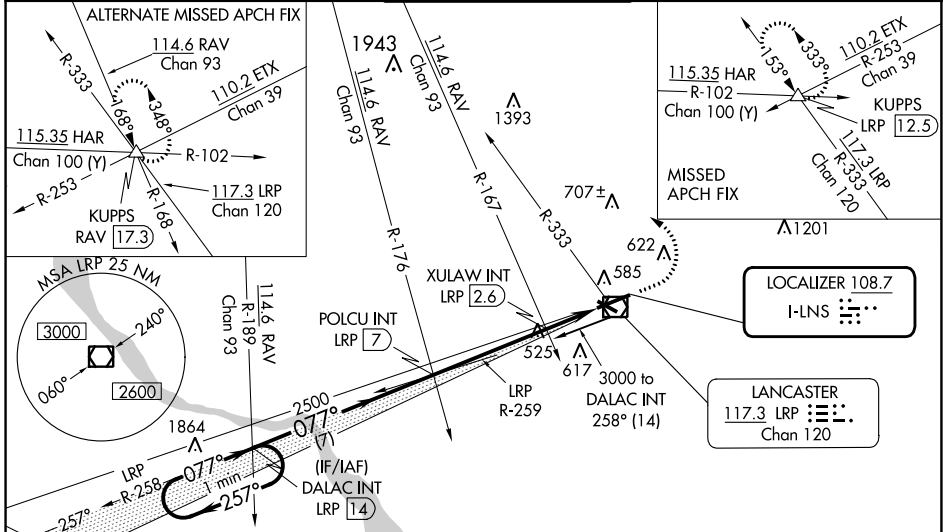 ALTERNATE MISSED APCH FIX
114.6 RAV
Chan 93
R-333
110.2 ETX
Chan 39
168°
348°
115.35 HAR
Chan 100 (Y)
R-102
R-253
117.3 LRP
Chan 120
R-168
KUPPS
RAV 17.3
1943
114.6 RAV
Chan 93
R-176
114.6 RAV
Chan 93
R-167
1393
R-333
707±
622
585
1201
153°
333°
110.2 ETX
R-253
Chan 39
115.35 HAR
R-102
Chan 100 (Y)
KUPPS
LRP 12.5
117.3 LRP
R-333
Chan 120
MISSED
APCH FIX
MSA LRP 25 NM
3000
240°
060°
2600
114.6 RAV
R-189
Chan 93
XULAW INT
LRP 2.6
POLCU INT
LRP 7
525
617
LRP
R-259
3000 to
DALAC INT
258° (14)
LOCALIZER 108.7
I-LNS
LANCASTER
117.3 LRP
Chan 120
2500
077°
(7)
1864
LRP
R-258
257°
077°
1 min
257°
(IF/IAF)
DALAC INT
LRP 14